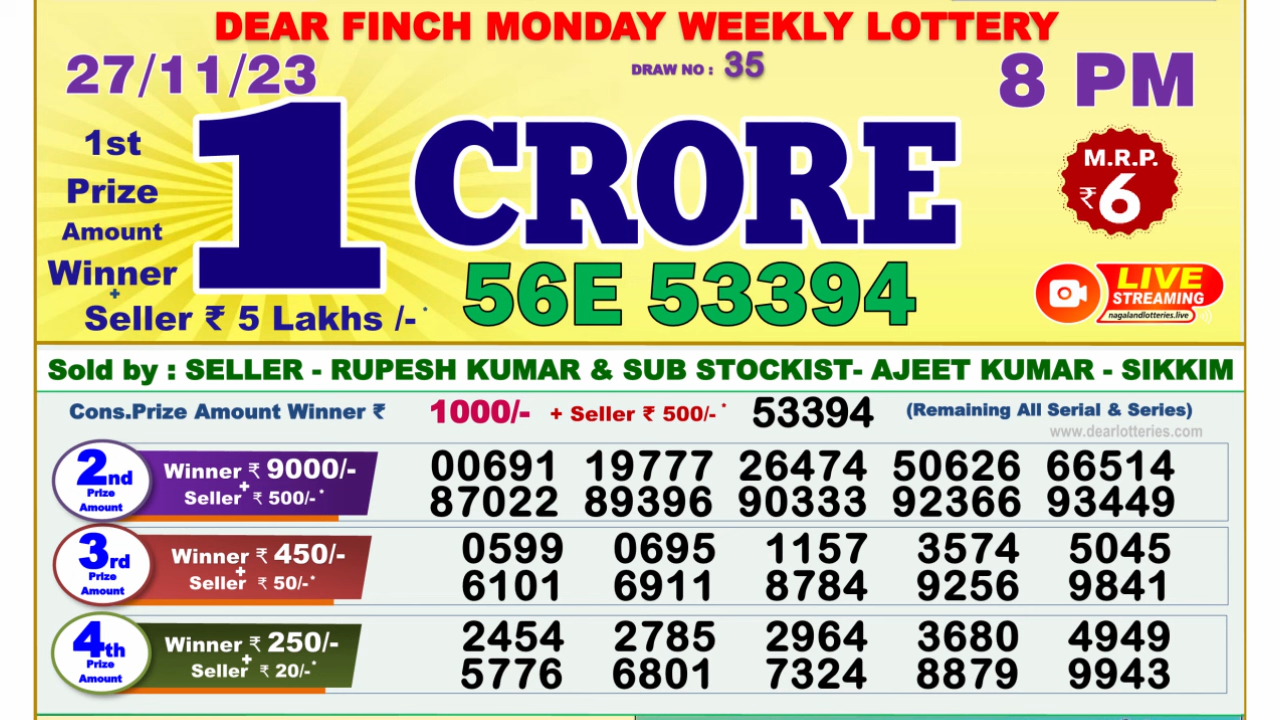 DEAR FINCH MONDAY WEEKLY LOTTERY
27/11/23
DRAW NO : 35
8 PM
1st
Prize
Amount
Winner
+
Seller ₹ 5 Lakhs /-*
1 CRORE
56E 53394
M.R.P.
₹6
LIVE
STREAMING
nagalandlotteries.live
Sold by : SELLER - RUPESH KUMAR & SUB STOCKIST- AJEET KUMAR - SIKKIM
Cons.Prize Amount Winner ₹ 1000/- + Seller ₹ 500/-* 53394 (Remaining All Serial & Series)
www.dearlotteries.com
2nd
Prize
Amount
Winner ₹ 9000/-
+
Seller ₹ 500/-*
00691 19777 26474 50626 66514
87022 89396 90333 92366 93449
3rd
Prize
Amount
Winner ₹ 450/-
+
Seller ₹ 50/-*
0599 0695 1157 3574 5045
6101 6911 8784 9256 9841
4th
Prize
Amount
Winner ₹ 250/-
+
Seller ₹ 20/-*
2454 2785 2964 3680 4949
5776 6801 7324 8879 9943